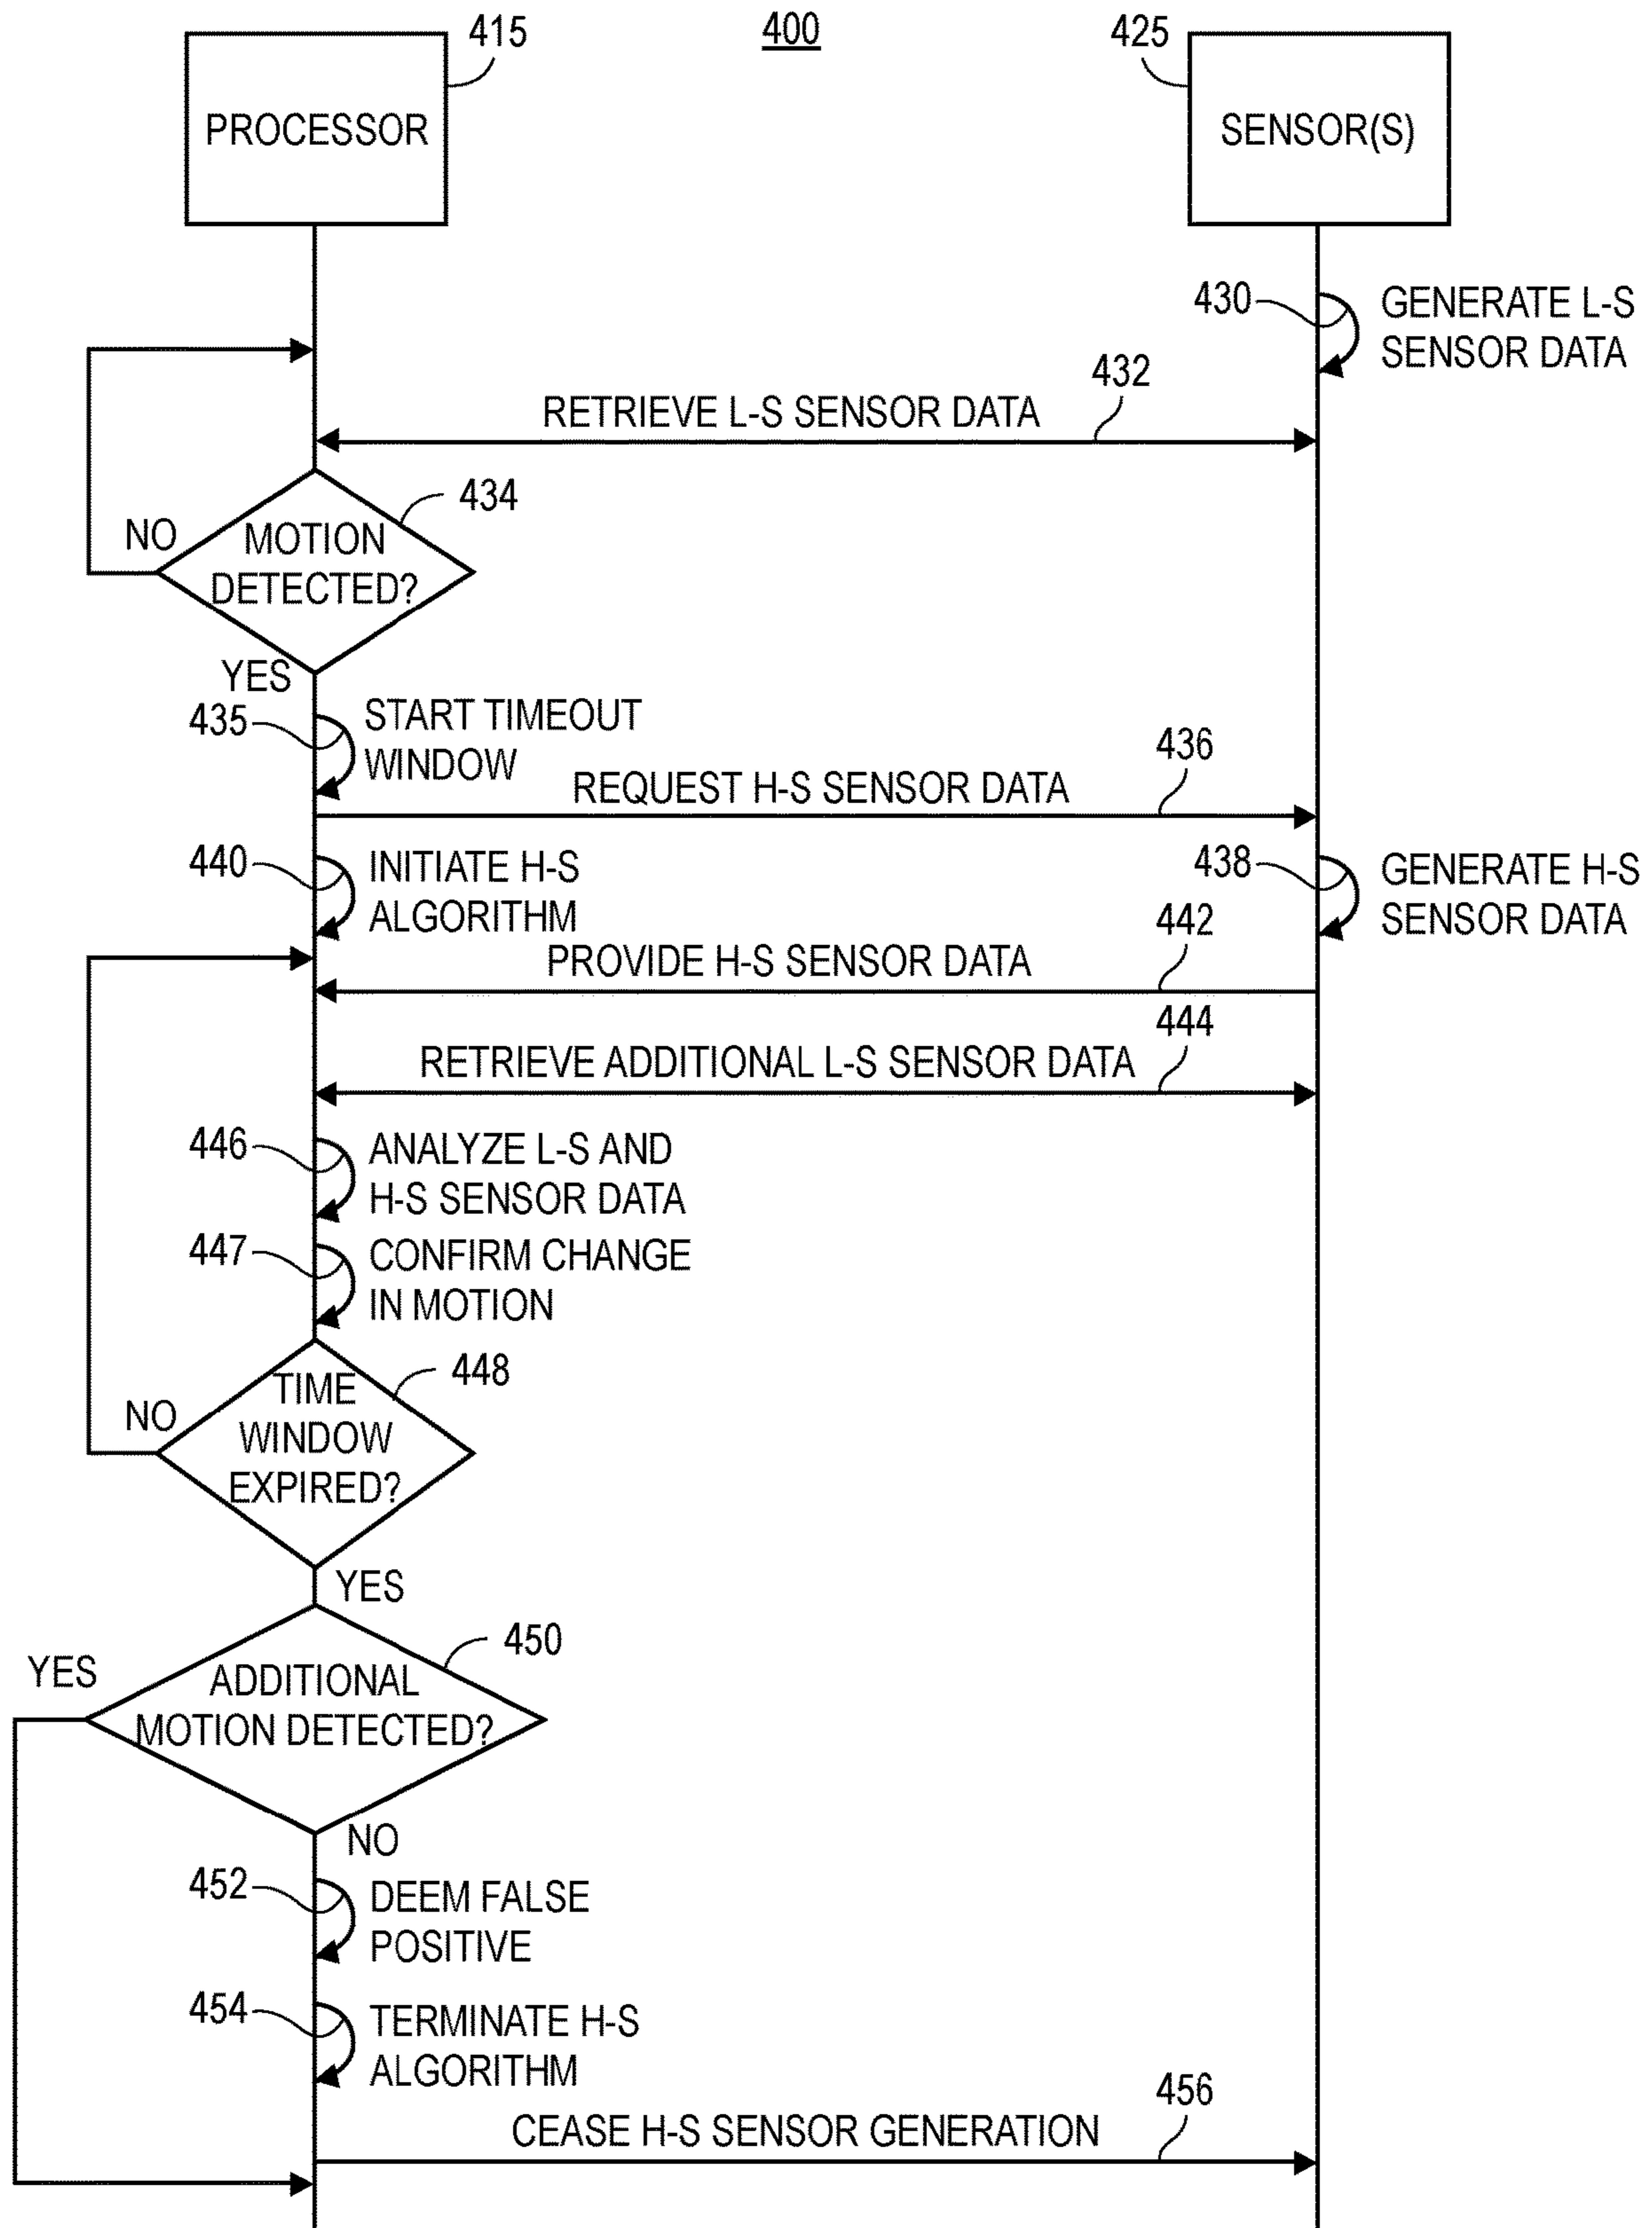 400
415
425
PROCESSOR
SENSOR(S)
430
GENERATE L-S
SENSOR DATA
432
RETRIEVE L-S SENSOR DATA
434
NO
MOTION
DETECTED?
YES
435
START TIMEOUT
WINDOW
436
REQUEST H-S SENSOR DATA
440
INITIATE H-S
ALGORITHM
438
GENERATE H-S
SENSOR DATA
442
PROVIDE H-S SENSOR DATA
444
RETRIEVE ADDITIONAL L-S SENSOR DATA
446
ANALYZE L-S AND
H-S SENSOR DATA
447
CONFIRM CHANGE
IN MOTION
448
NO
TIME
WINDOW
EXPIRED?
YES
450
YES
ADDITIONAL
MOTION DETECTED?
NO
452
DEEM FALSE
POSITIVE
454
TERMINATE H-S
ALGORITHM
456
CEASE H-S SENSOR GENERATION